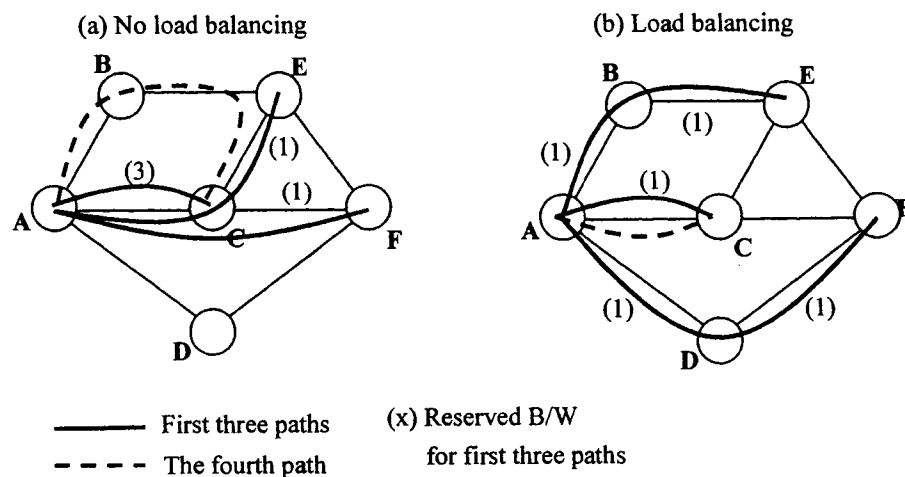 (a) No load balancing
B
E
(1)
(3)
(1)
A
C
F
D
(b) Load balancing
B
E
(1)
(1)
(1)
A
C
F
(1)
(1)
D
First three paths
The fourth path
(x) Reserved B/W
for first three paths